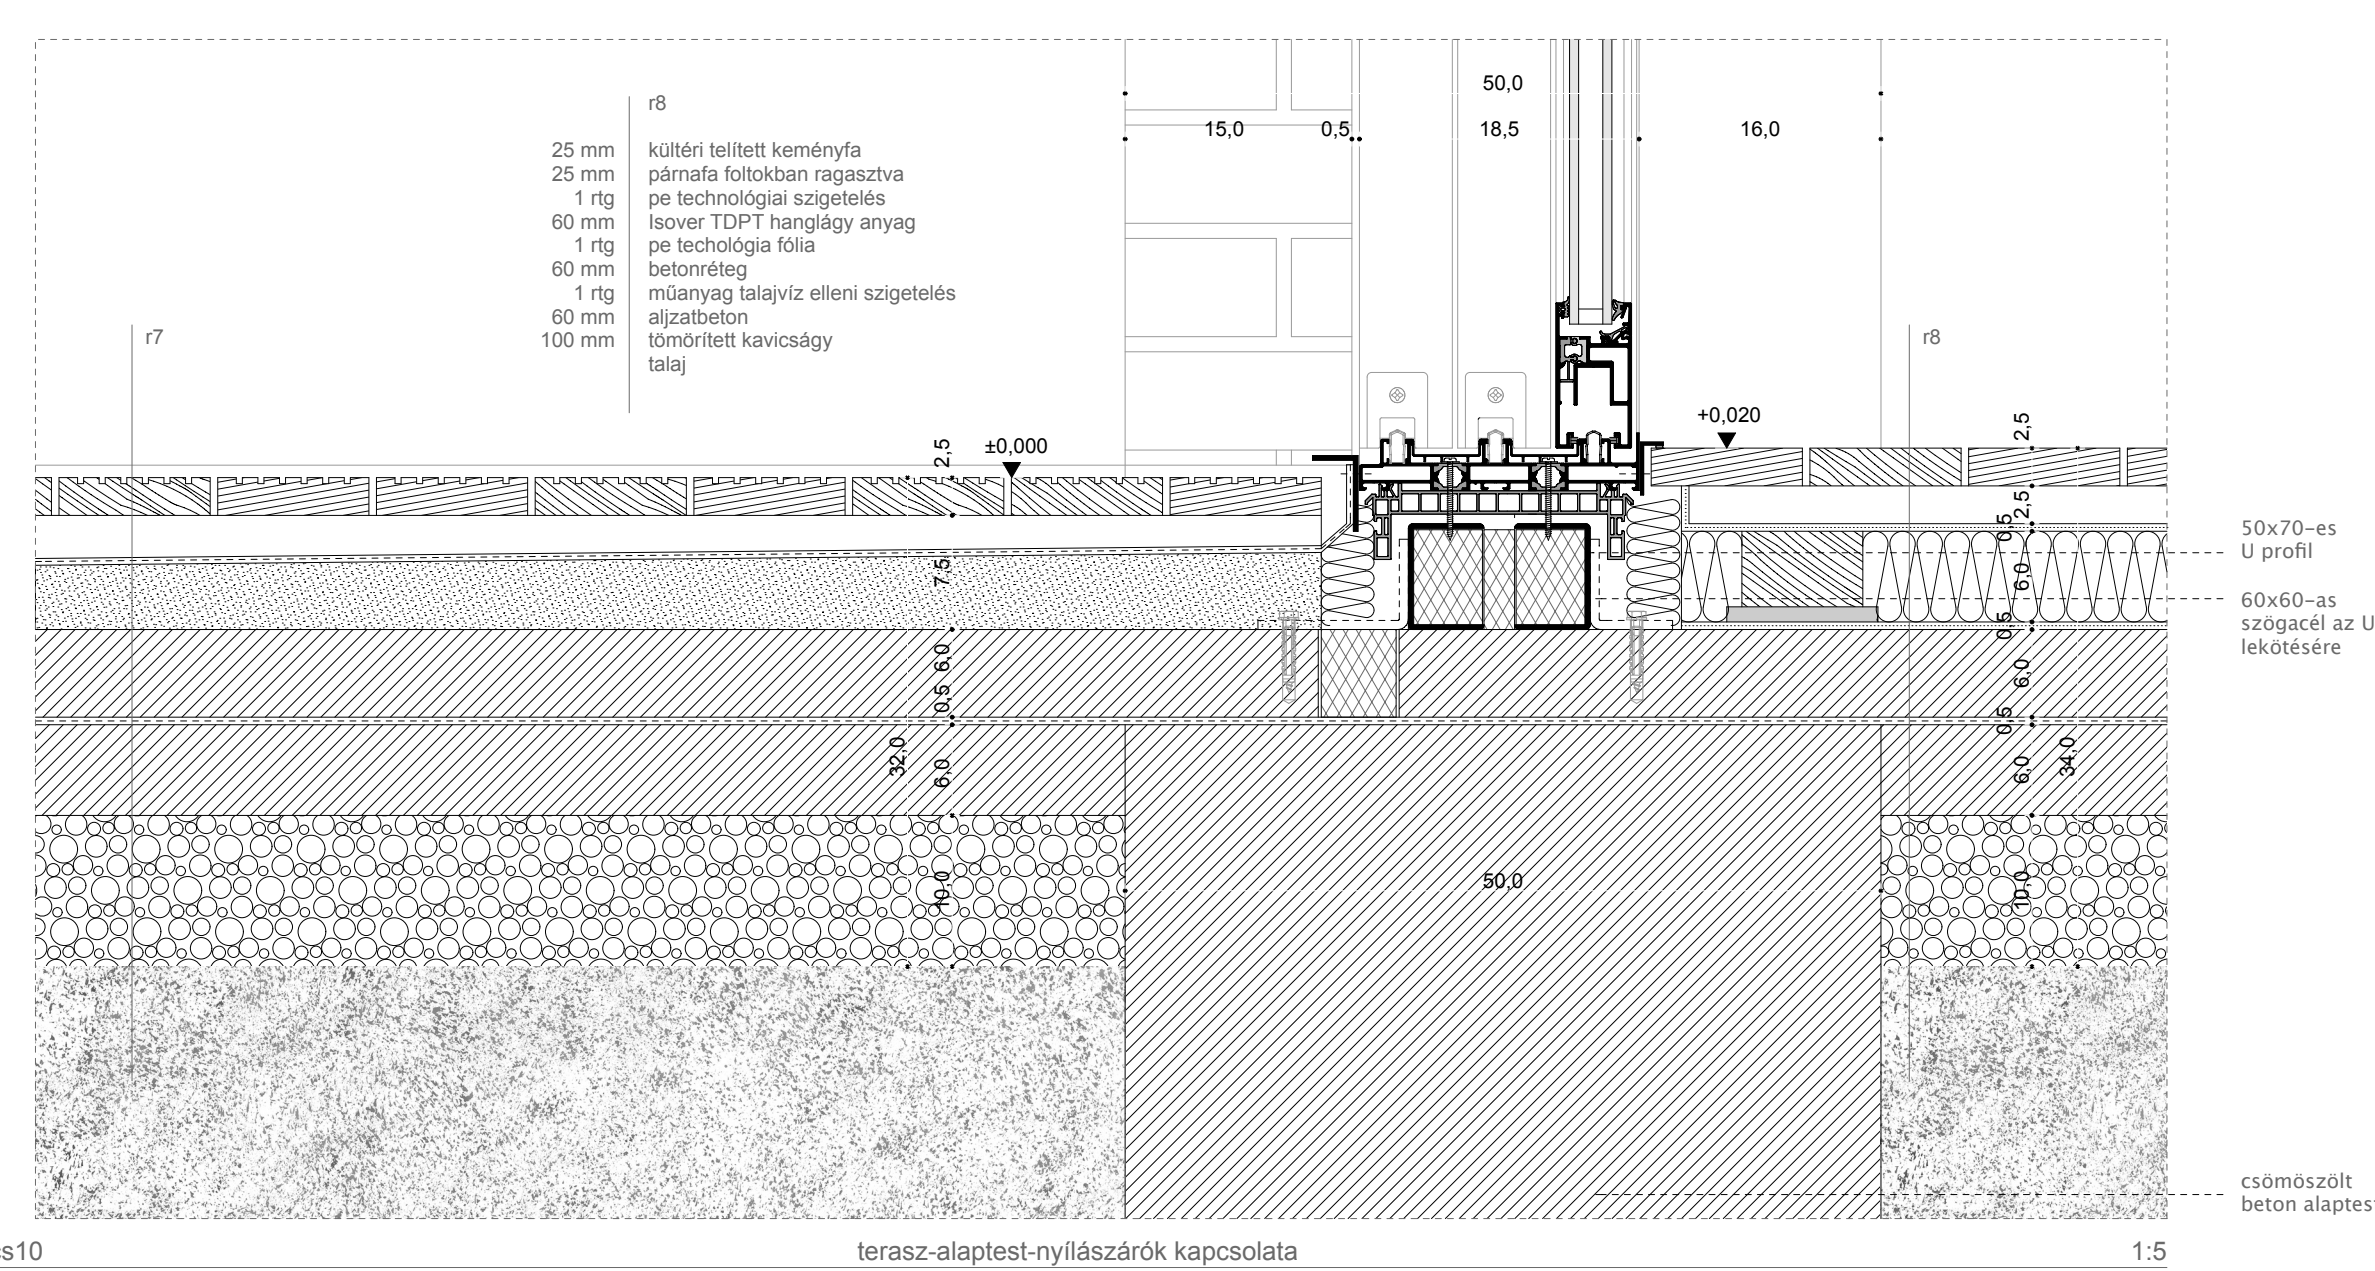 r8
25 mm kültéri telített keményfa
25 mm párnafa foltokban ragasztva
1 rtg pe technológiai szigetelés
60 mm Isover TDPT hanglágy anyag
1 rtg pe techológia fólia
60 mm betonréteg
1 rtg műanyag talajvíz elleni szigetelés
60 mm aljzatbeton
100 mm tömörített kavicságy
talaj
r7
r8
50,0
15,0 0,5 18,5 16,0
±0,000
+0,020
2,5
7,5
6,0
0,5
6,0
32,0
10,0
50,0
2,5
2,5
0,5
6,0
0,5
6,0
0,5
6,0
34,0
10,0
50x70-es
U profil
60x60-as
szögacél az U
lekötésére
csömöszölt
beton alaptes
s10
terasz-alaptest-nyílászárók kapcsolata
1:5